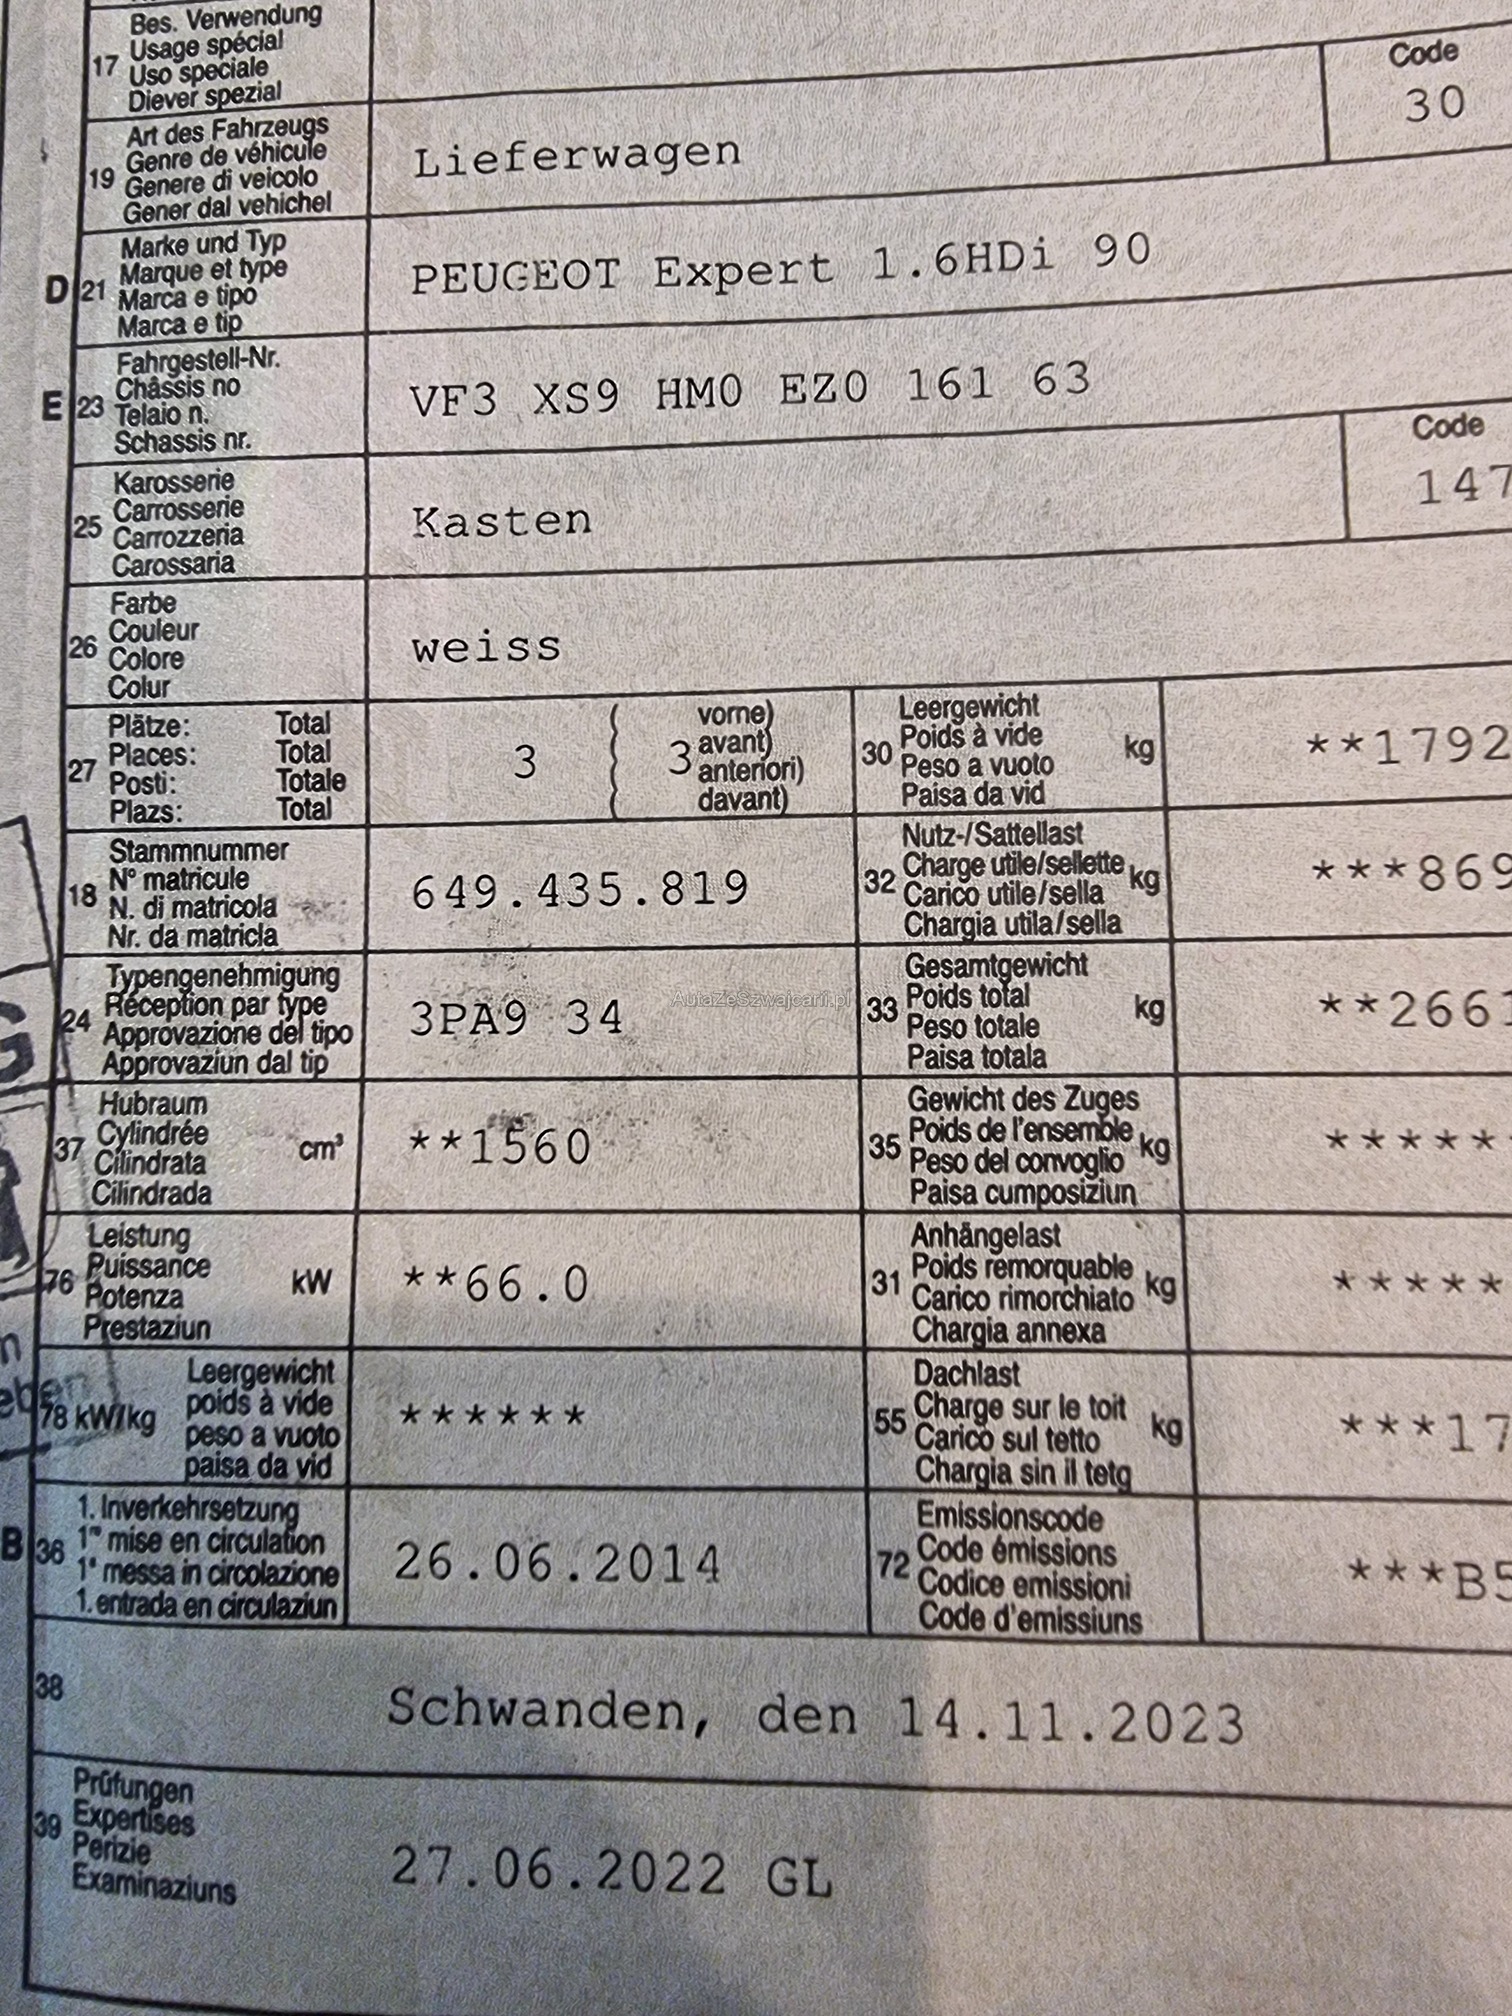 17 Bes. Verwendung
Usage spécial
Uso speciale
Diever spezial
19 Art des Fahrzeugs
Genre de véhicule
Genere di veicolo
Gener dal vehichel
Lieferwagen
Code
30
D 21 Marke und Typ
Marque et type
Marca e tipo
Marca e tip
PEUGEOT Expert 1.6HDi 90
E 23 Fahrgestell-Nr.
Châssis no
Telaio n.
Schassis nr.
VF3 XS9 HM0 EZ0 161 63
25 Karosserie
Carrosserie
Carrozzeria
Carossaria
Kasten
Code
147
26 Farbe
Couleur
Colore
Colur
weiss
27 Plätze: Total
Places: Total
Posti: Totale
Plazs: Total
3 ( 3 vorne)
( avant)
( anteriori)
( davant)
30 Leergewicht
Poids à vide kg
Peso a vuoto
Paisa da vid
**1792
18 Stammnummer
N° matricule
N. di matricola
Nr. da matricla
649.435.819
32 Nutz-/Sattellast
Charge utile/sellette kg
Carico utile/sella
Chargia utila/sella
***869
24 Typengenehmigung
Réception par type
Approvazione del tipo
Approvaziun dal tip
3PA9 34
AutaZeSzwajcarii.pl
33 Gesamtgewicht
Poids total kg
Peso totale
Paisa totala
**2661
37 Hubraum
Cylindrée cm³
Cilindrata
Cilindrada
**1560
35 Gewicht des Zuges
Poids de l'ensemble kg
Peso del convoglio
Paisa cumposiziun
*****
76 Leistung
Puissance kW
Potenza
Prestaziun
**66.0
31 Anhängelast
Poids remorquable kg
Carico rimorchiato
Chargia annexa
*****
78 kW/kg Leergewicht
poids à vide
peso a vuoto
paisa da vid
******
55 Dachlast
Charge sur le toit kg
Carico sul tetto
Chargia sin il tetg
***17
B 36 1. Inverkehrsetzung
1re mise en circulation
1a messa in circolazione
1. entrada en circulaziun
26.06.2014
72 Emissionscode
Code émissions
Codice emissioni
Code d'emissiuns
***B5
38
Schwanden, den 14.11.2023
39 Prüfungen
Expertises
Perizie
Examinaziuns
27.06.2022 GL